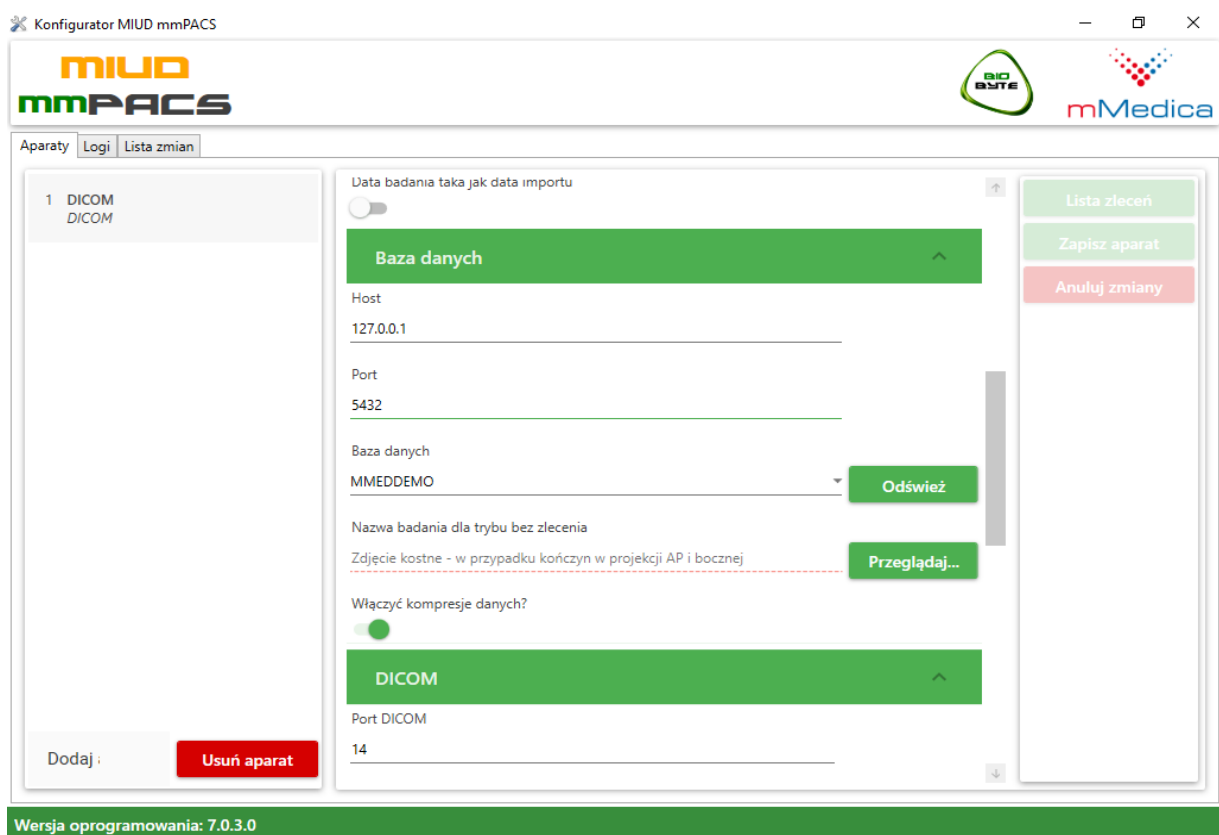 Konfigurator MIUD mmPACS
MIUD
mmPACS
BIO
BYTE
mMedica
Aparaty
Logi
Lista zmian
1 DICOM
DICOM
Data badania taka jak data importu
Baza danych
Host
127.0.0.1
Port
5432
Baza danych
MMEDDEMO
Odśwież
Nazwa badania dla trybu bez zlecenia
Zdjęcie kostne - w przypadku kończyn w projekcji AP i bocznej
Przeglądaj...
Włączyć kompresje danych?
DICOM
Port DICOM
14
Lista zleceń
Zapisz aparat
Anuluj zmiany
Dodaj
Usuń aparat
Wersja oprogramowania: 7.0.3.0